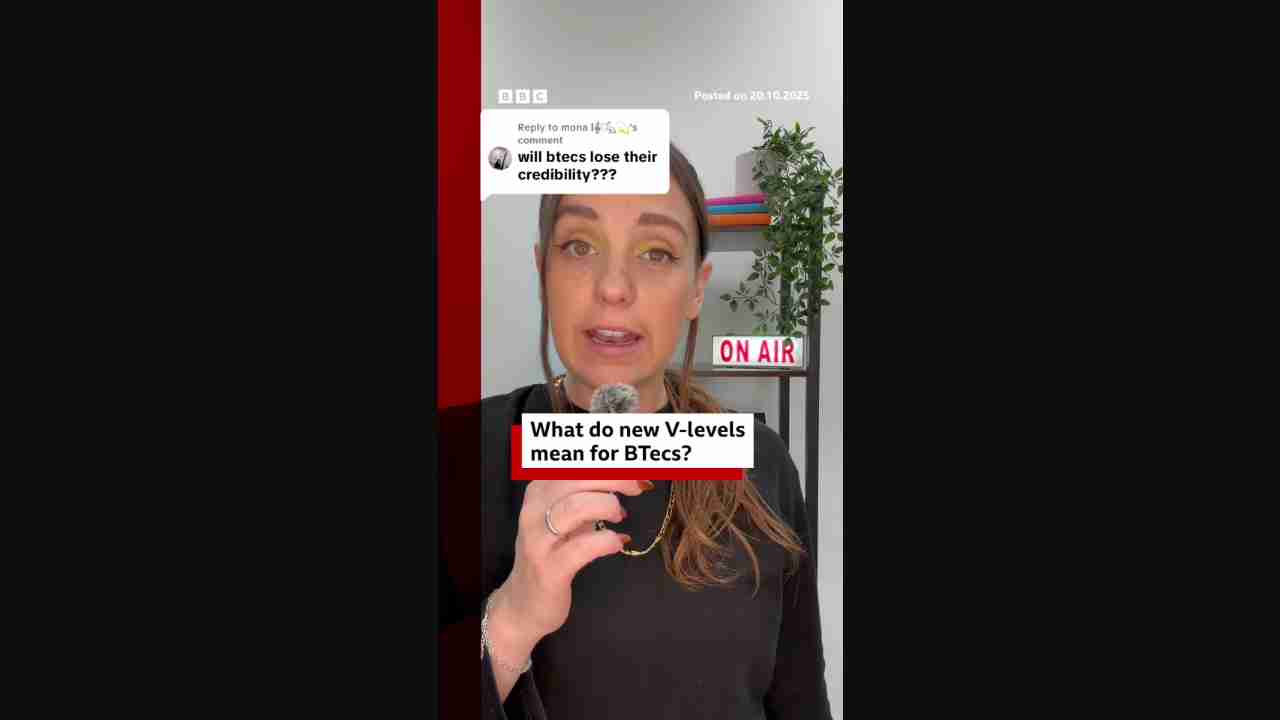 BBC
Posted on 20.10.2025
Reply to mona
's
comment
will btecs lose their
credibility???
ON AIR
What do new V-levels
mean for BTecs?